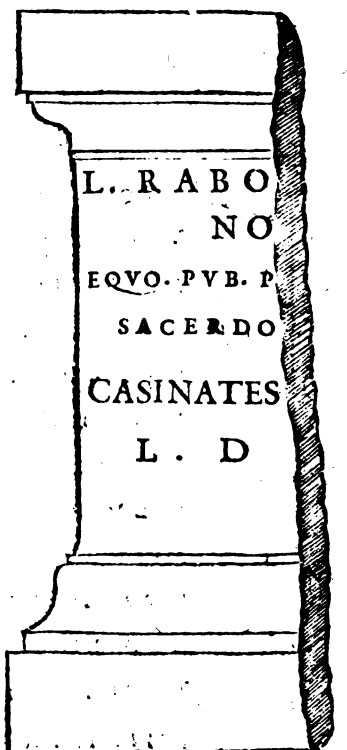 L. RABO
NO
EQVO. PVB. P
SACERDO
CASINATES
L . D